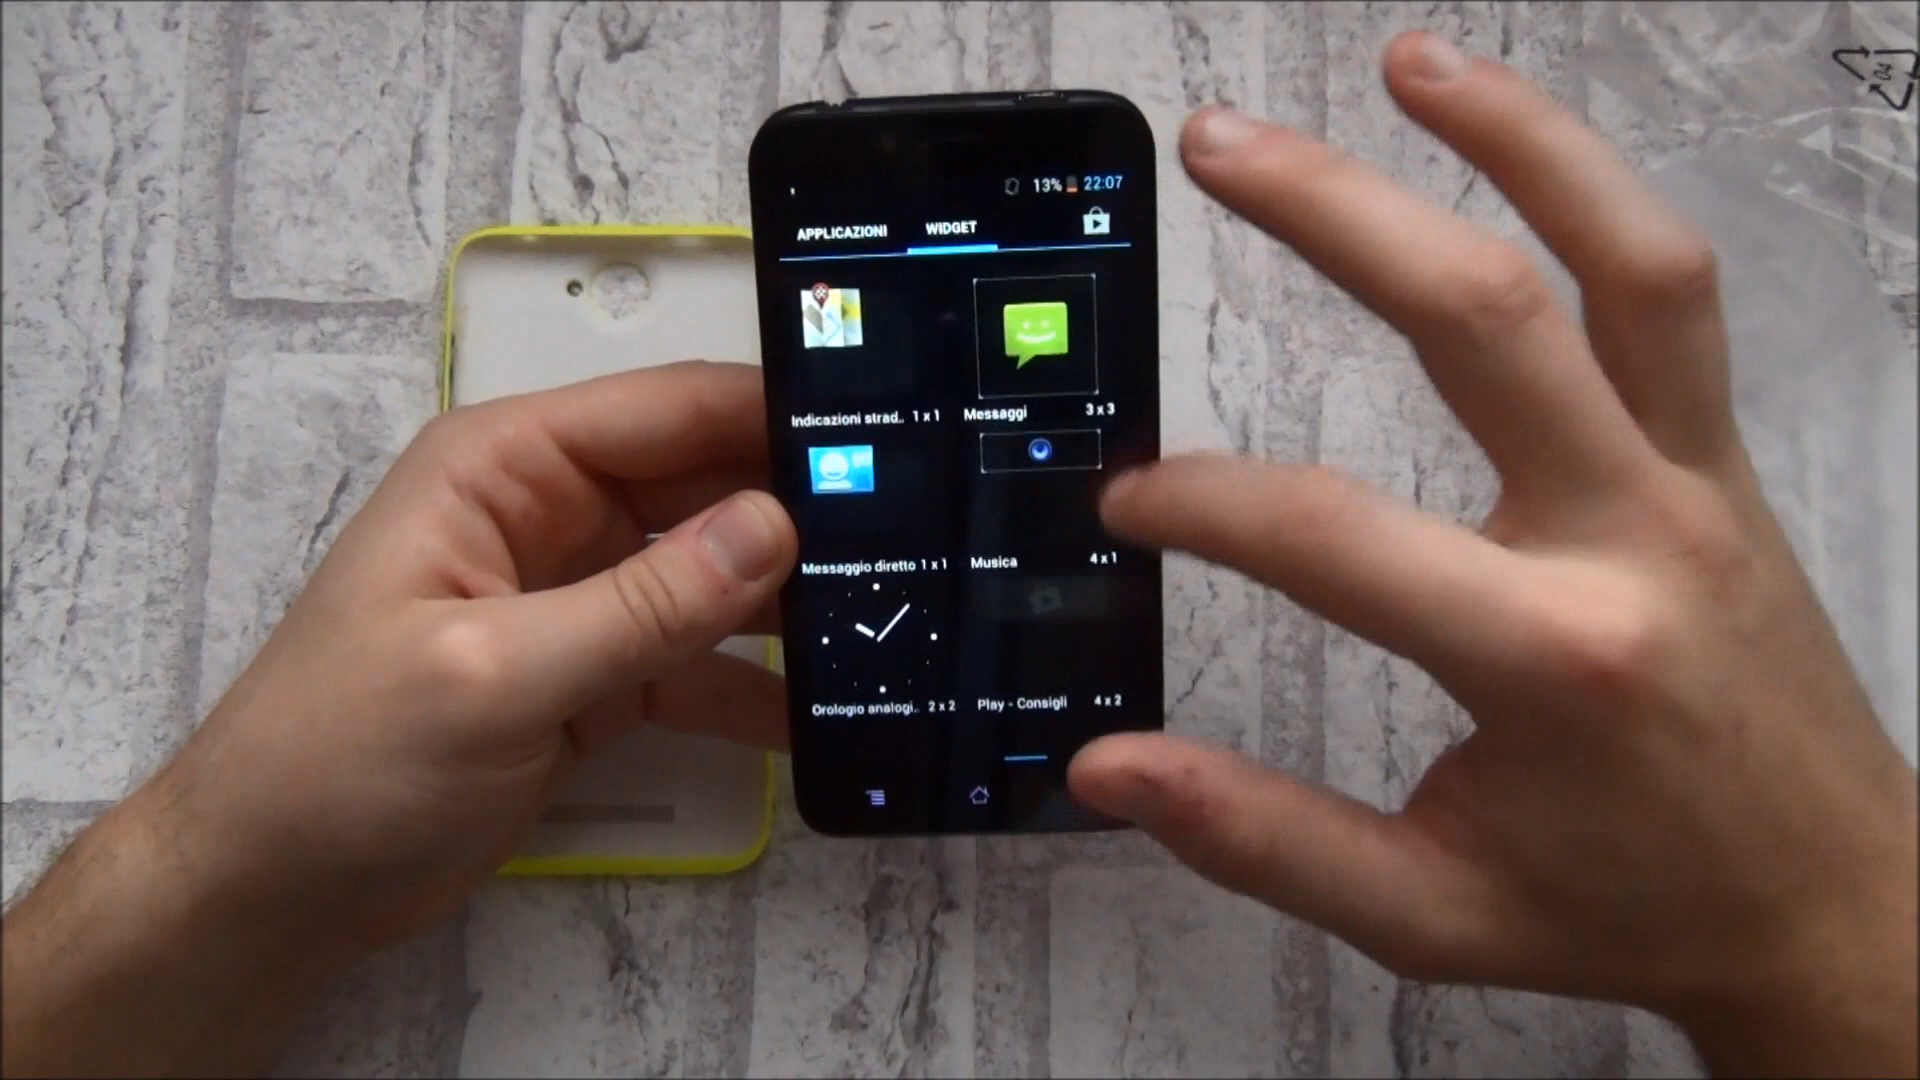 13% 22:07
APPLICAZIONI WIDGET
Indicazioni strad.. 1 x 1 Messaggi 3 x 3
Messaggio diretto 1 x 1 Musica 4 x 1
Orologio analogi.. 2 x 2 Play - Consigli 4 x 2